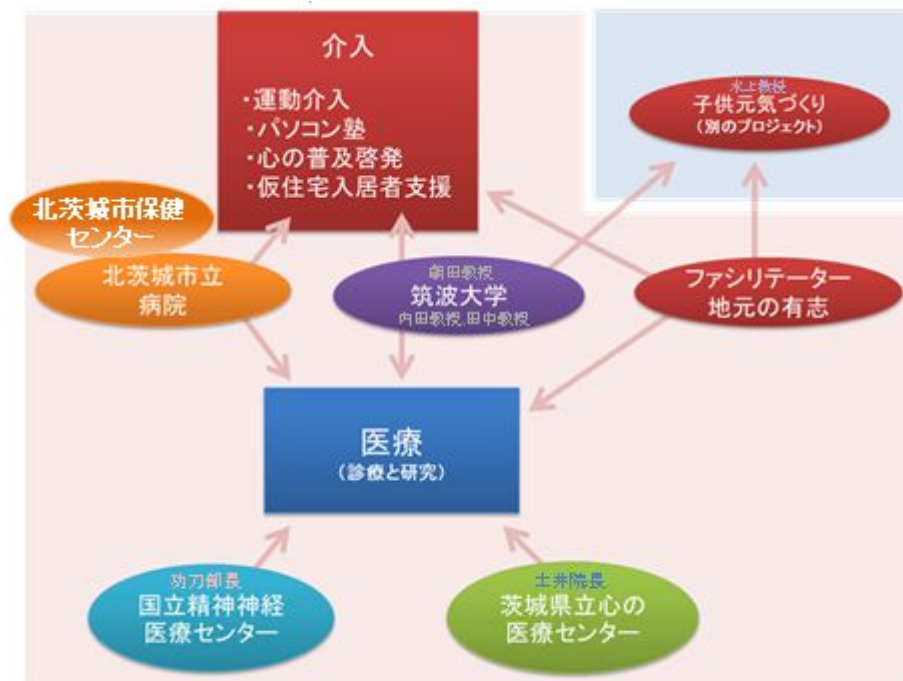 介入
・運動介入
・パソコン塾
・心の普及啓発
・仮住宅入居者支援
水上教授
子供元気づくり
(別のプロジェクト)
北茨城市保健
センター
北茨城市立
病院
朝田教授
筑波大学
内田教授,田中教授
ファシリテーター
地元の有志
医療
(診療と研究)
功刀部長
国立精神神経
医療センター
土井院長
茨城県立心の
医療センター